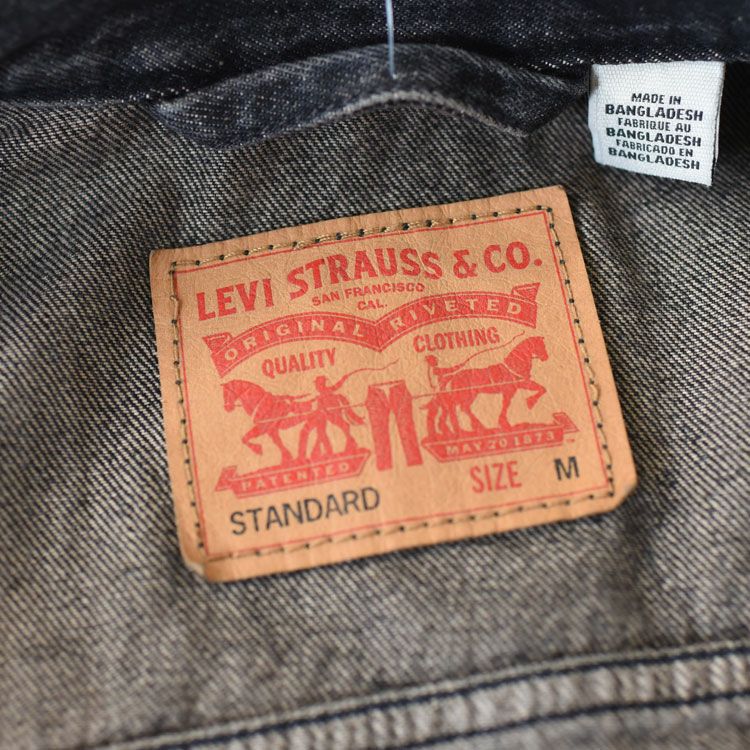 MADE IN
BANGLADESH
FABRIQUE AU
BANGLADESH
FABRICADO EN
BANGLADESH
LEVI STRAUSS & CO.
SAN FRANCISCO
CAL.
ORIGINAL RIVETED
QUALITY CLOTHING
PATENTED MAY 20 1873
STANDARD SIZE M